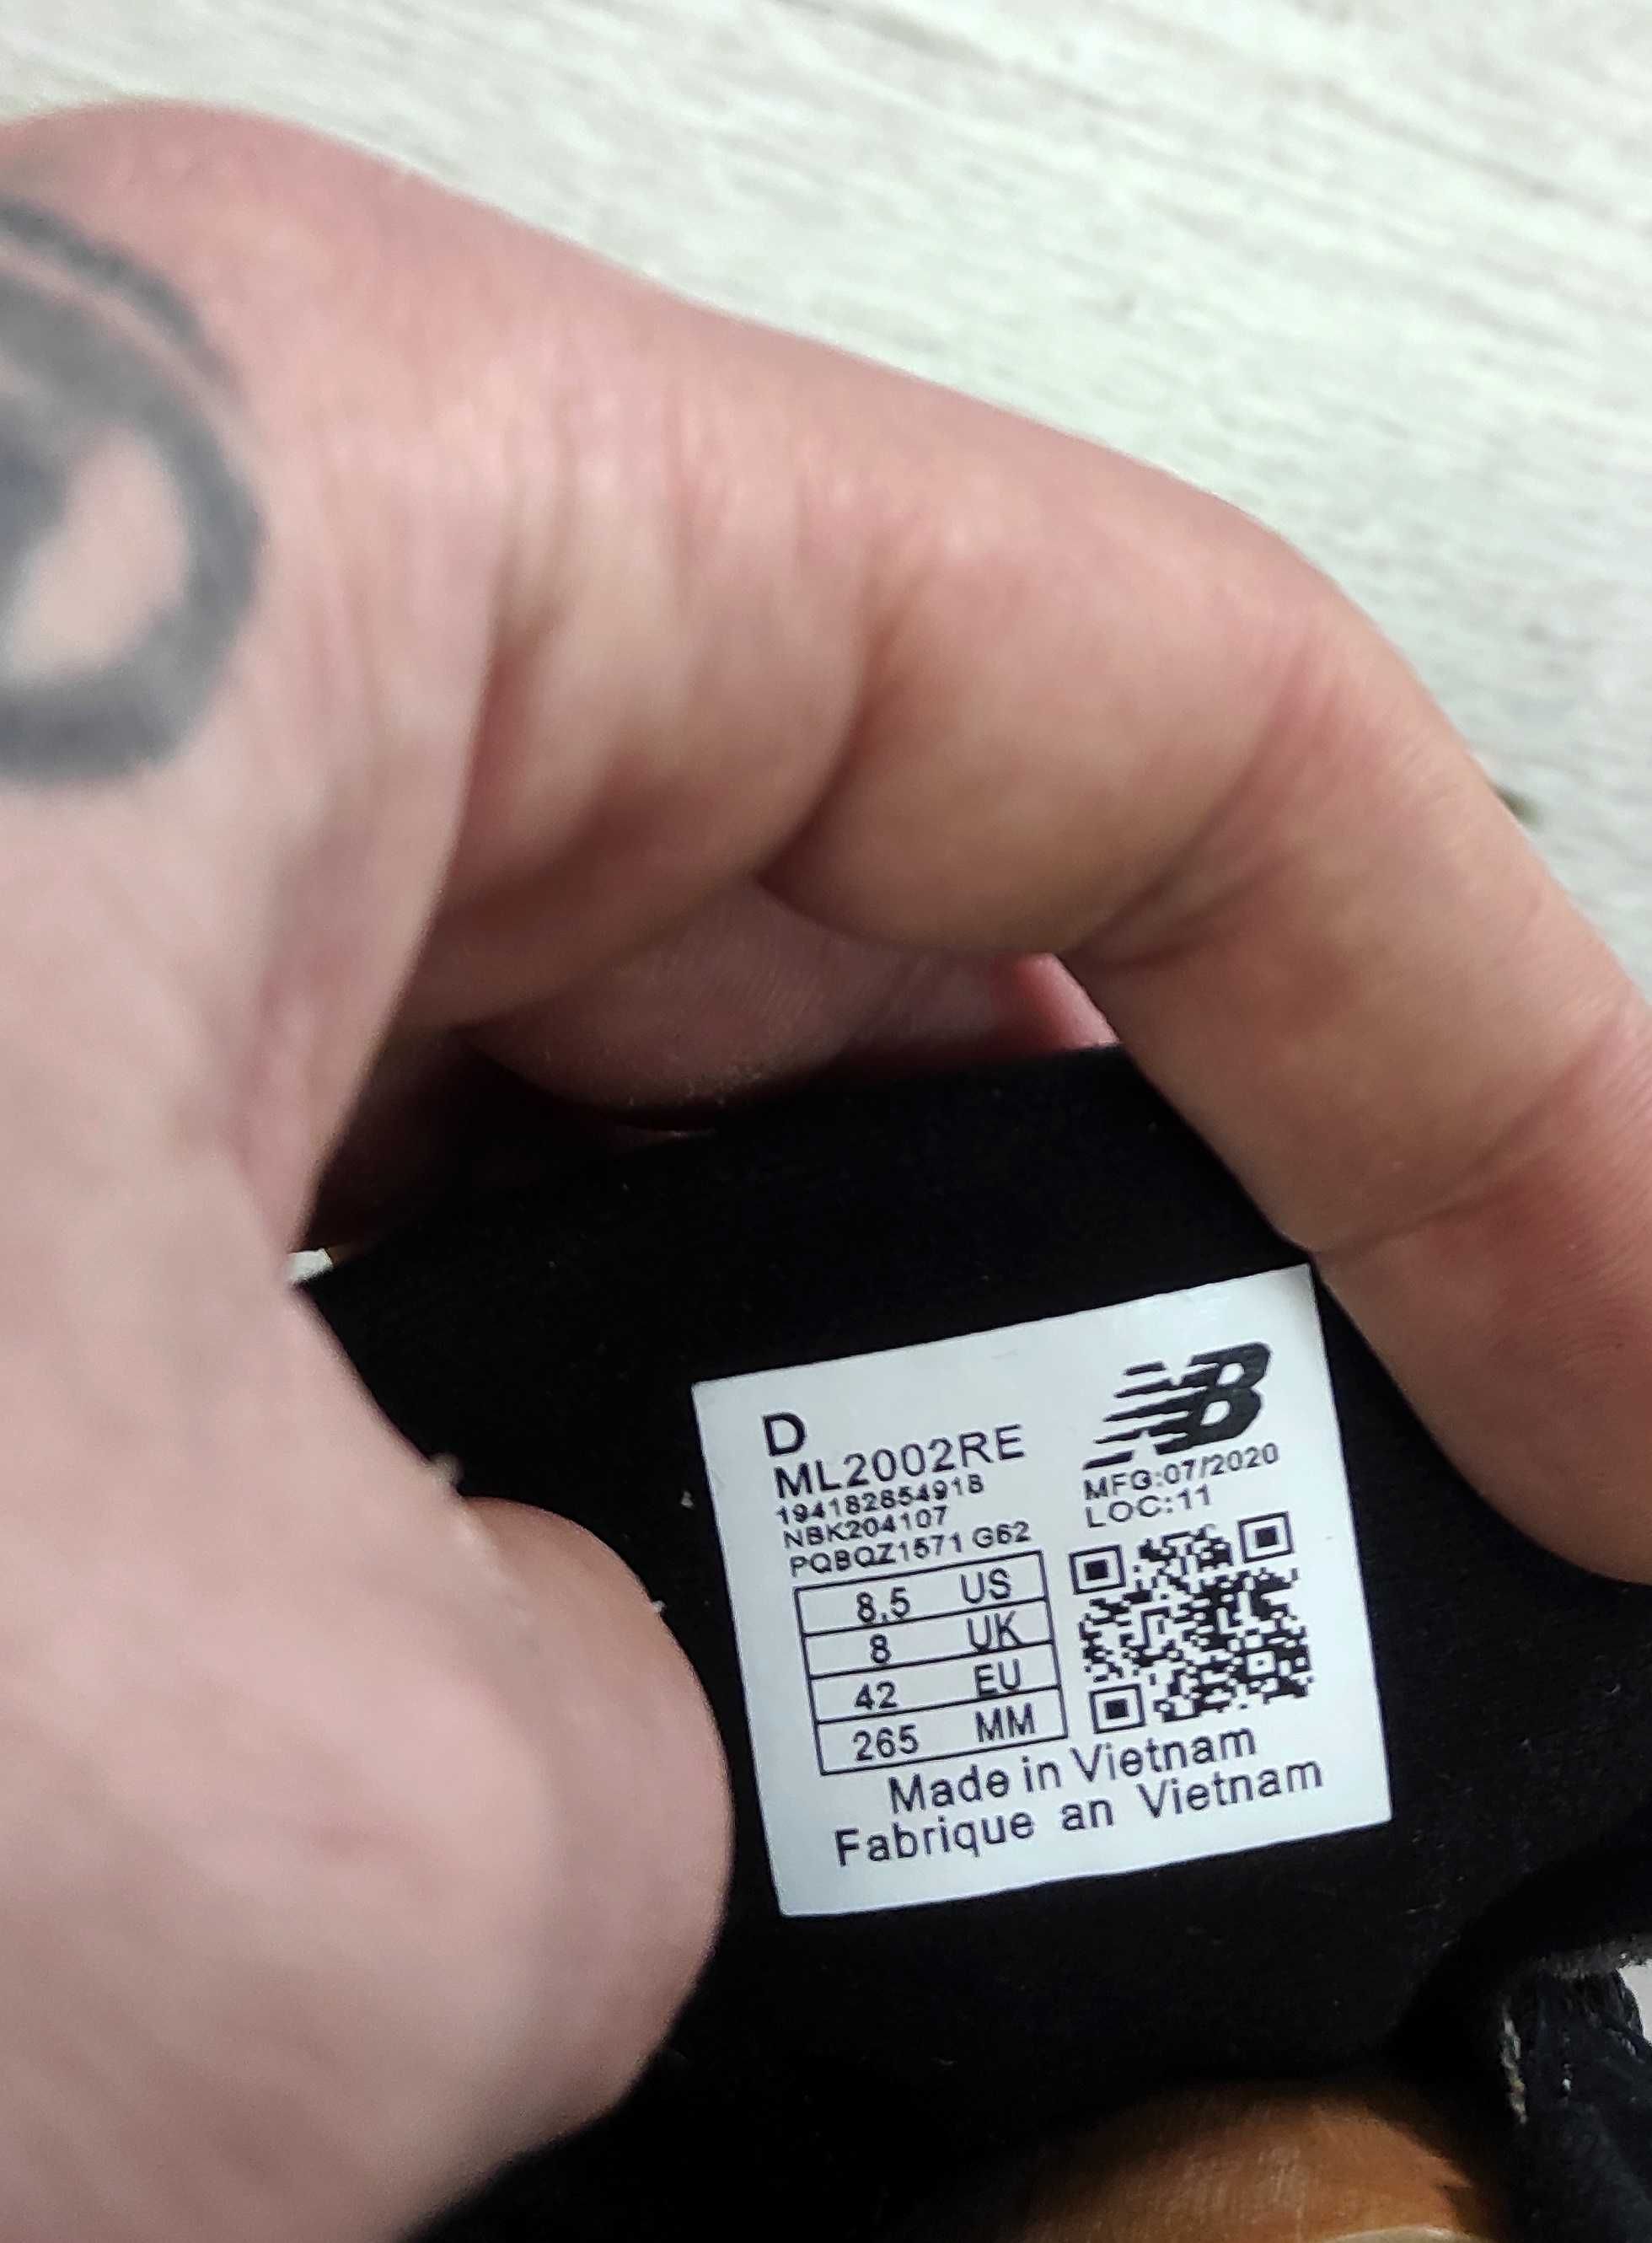 D
ML2002RE
194182854918
NBK204107
PQBQZ1571 G62
NB
MFG:07/2020
LOC:11
8.5 US
8 UK
42 EU
265 MM
Made in Vietnam
Fabrique an Vietnam